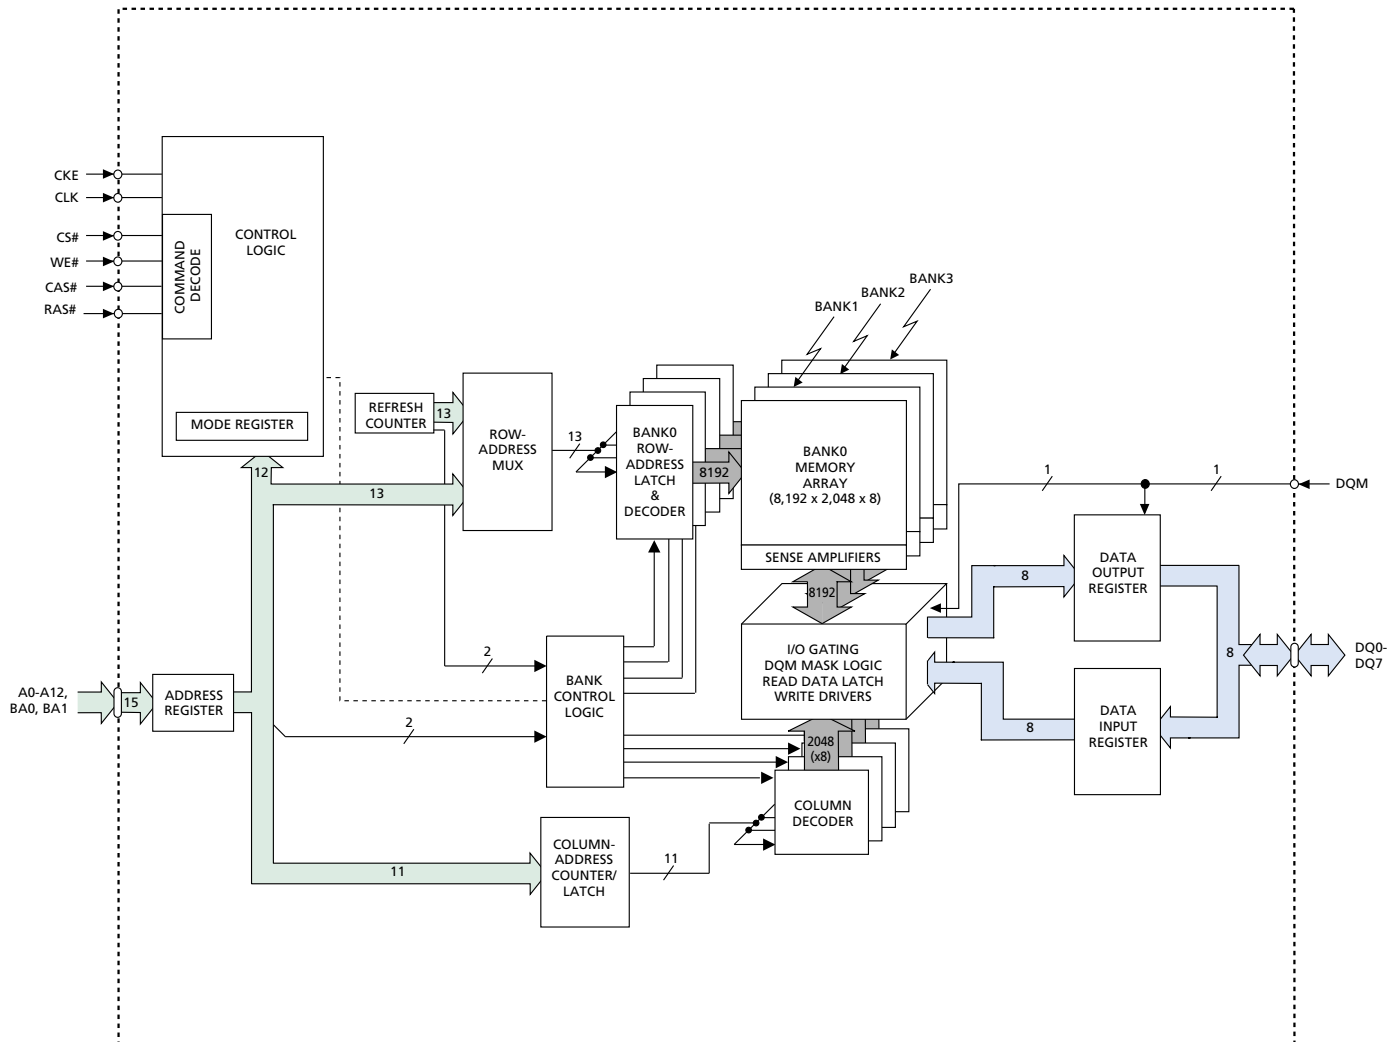 CKE
CLK
CS#
WE#
CAS#
RAS#
COMMAND
DECODE
CONTROL
LOGIC
MODE REGISTER
12
REFRESH
COUNTER
13
13
ROW-
ADDRESS
MUX
13
BANK0
ROW-
ADDRESS
LATCH
&
DECODER
8192
BANK1
BANK2
BANK3
BANK0
MEMORY
ARRAY
(8,192 x 2,048 x 8)
SENSE AMPLIFIERS
8192
I/O GATING
DQM MASK LOGIC
READ DATA LATCH
WRITE DRIVERS
2048
(x8)
COLUMN
DECODER
1
1
DQM
DATA
OUTPUT
REGISTER
8
8
DQ0-
DQ7
DATA
INPUT
REGISTER
8
A0-A12,
BA0, BA1
15
ADDRESS
REGISTER
2
2
BANK
CONTROL
LOGIC
11
COLUMN-
ADDRESS
COUNTER/
LATCH
11